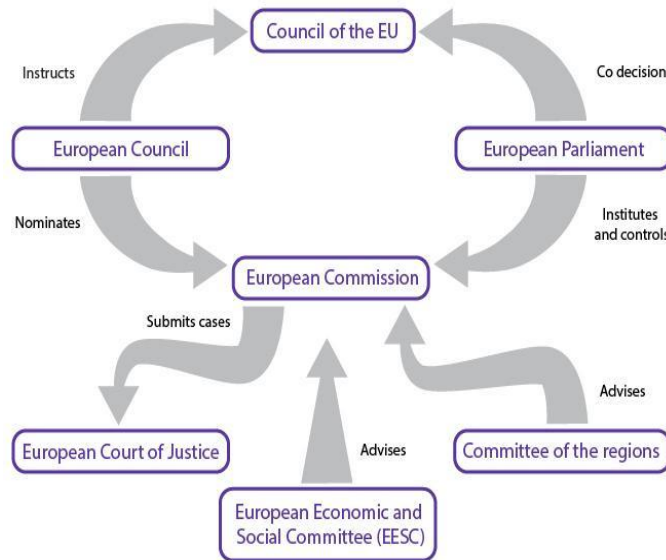 Council of the EU
Instructs
Co decision
European Council
European Parliament
Nominates
Institutes
and controls
European Commission
Submits cases
Advises
European Court of Justice
Advises
Committee of the regions
European Economic and
Social Committee (EESC)